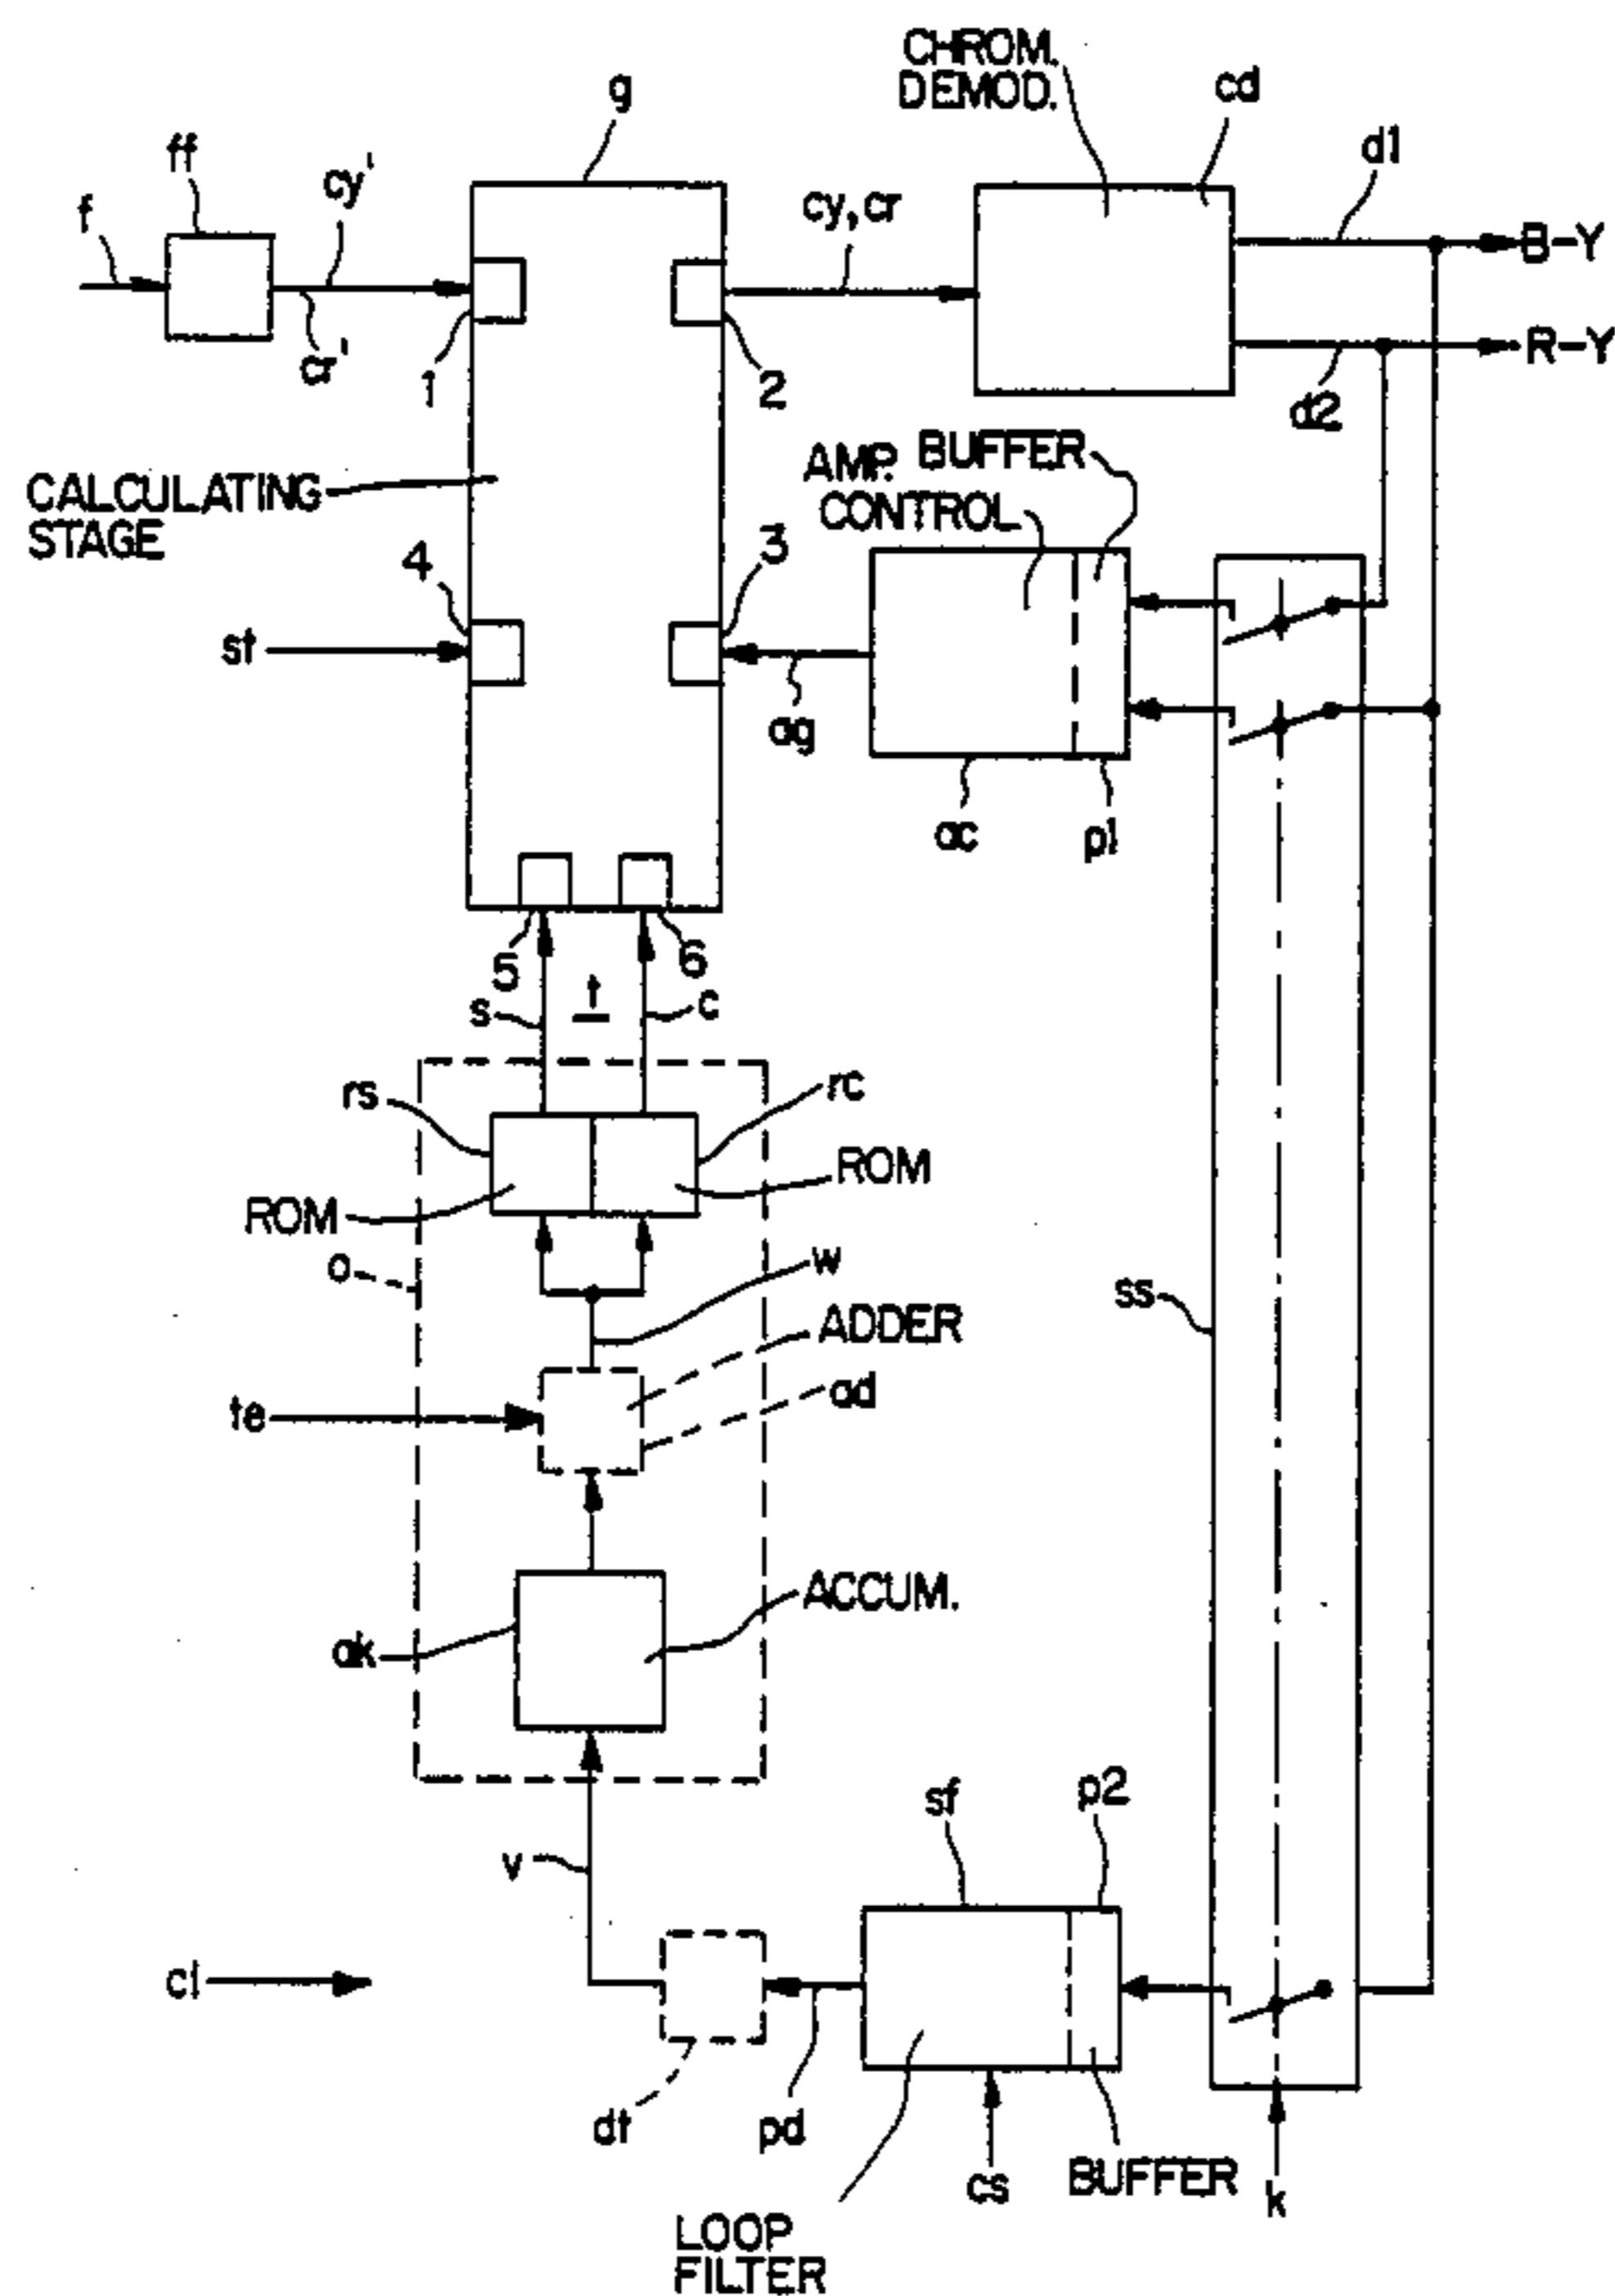 CHROM.
DEMOD.
cd
g
ff
f
cy'
cr'
cy,cr
d1
B-Y
R-Y
d2
1
2
AMP.
CONTROL
BUFFER
CALCULATING
STAGE
4
3
st
ag
ac
p1
5
6
s
t
c
rs
rc
ROM
ROM
o
w
ss
ADDER
ad
te
ACCUM.
ak
sf
p2
v
cl
dt
pd
cs
BUFFER
k
LOOP
FILTER